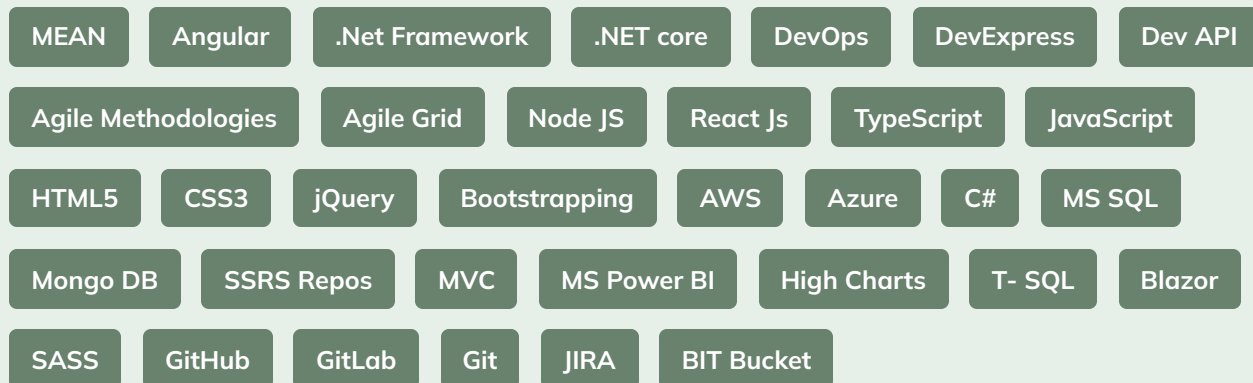 MEAN Angular .Net Framework .NET core DevOps DevExpress Dev API
Agile Methodologies Agile Grid Node JS React Js TypeScript JavaScript
HTML5 CSS3 jQuery Bootstrapping AWS Azure C# MS SQL
Mongo DB SSRS Repos MVC MS Power BI High Charts T- SQL Blazor
SASS GitHub GitLab Git JIRA BIT Bucket